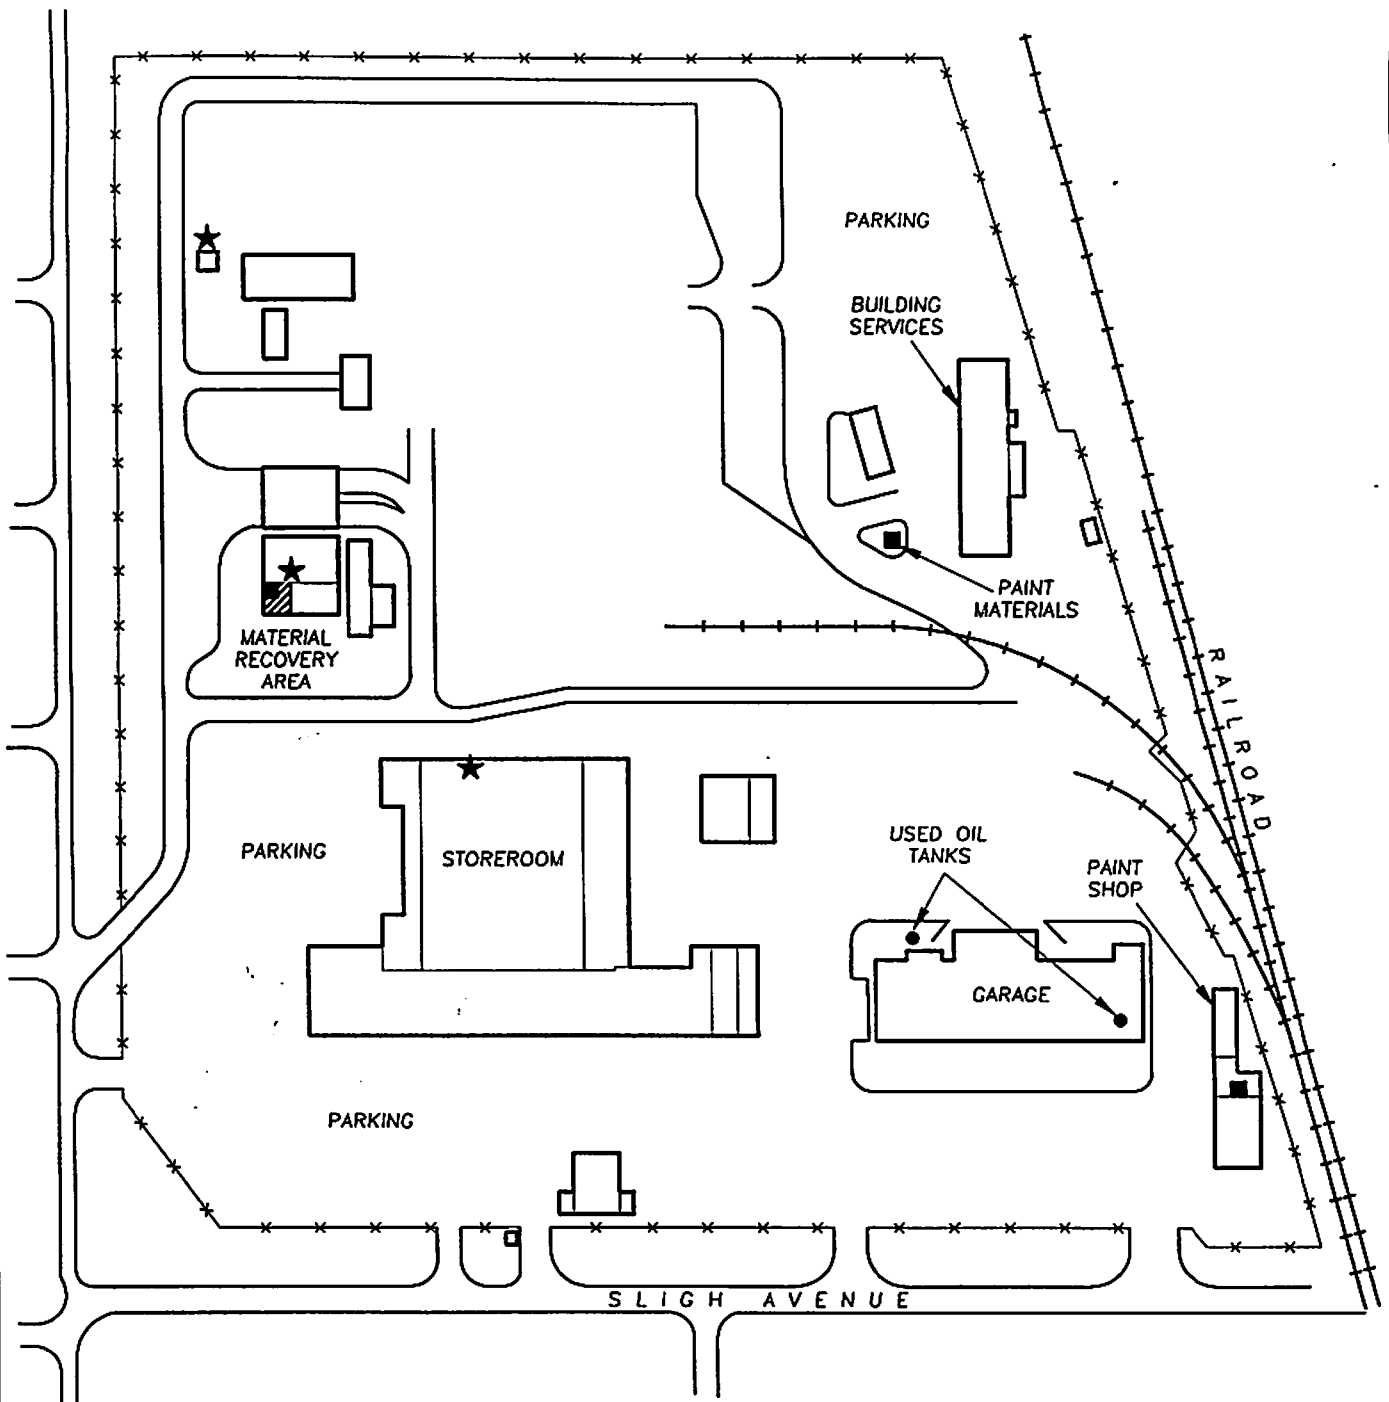 PARKING
BUILDING
SERVICES
PAINT
MATERIALS
MATERIAL
RECOVERY
AREA
RAILROAD
PARKING
STOREROOM
USED OIL
TANKS
PAINT
SHOP
GARAGE
PARKING
SLIGH AVENUE